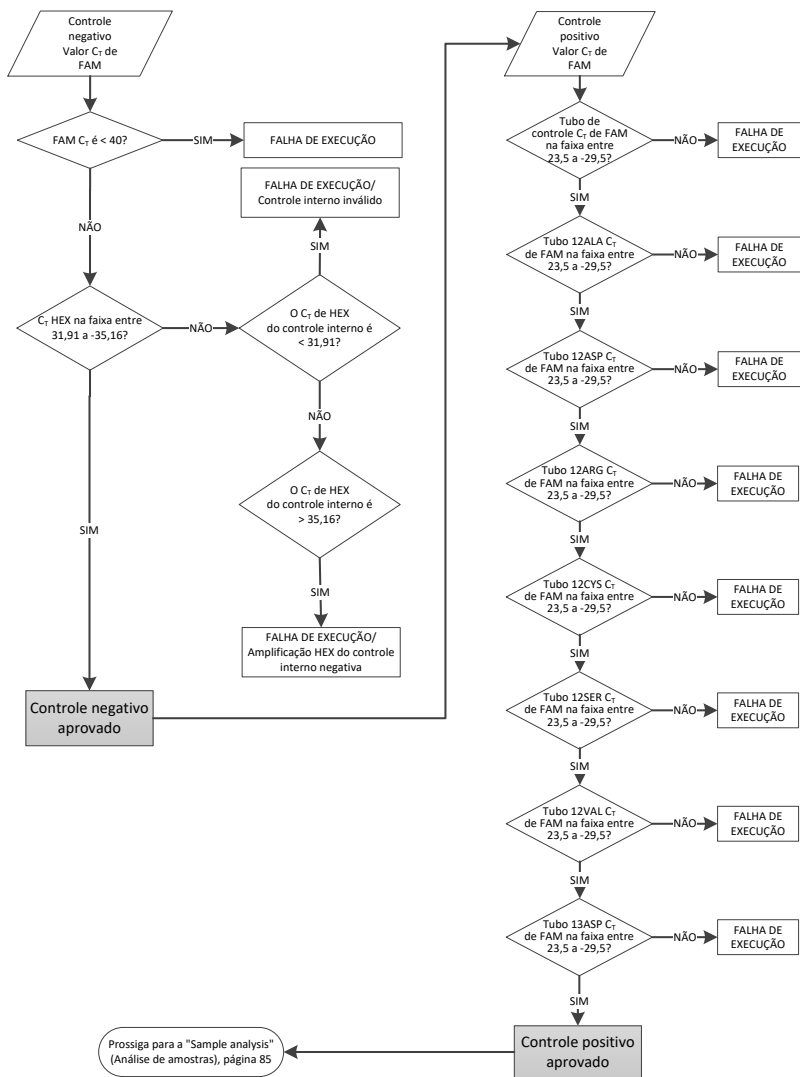 Controle
negativo
Valor CT de
FAM
FAM CT é < 40?
SIM
FALHA DE EXECUÇÃO
NÃO
CT HEX na faixa entre
31,91 a -35,16?
NÃO
O CT de HEX
do controle interno é
< 31,91?
SIM
FALHA DE EXECUÇÃO/
Controle interno inválido
NÃO
O CT de HEX
do controle interno é
> 35,16?
SIM
FALHA DE EXECUÇÃO/
Amplificação HEX do controle
interno negativa
SIM
Controle negativo
aprovado
Controle
positivo
Valor CT de
FAM
Tubo de
controle CT de FAM
na faixa entre
23,5 a -29,5?
NÃO
FALHA DE
EXECUÇÃO
SIM
Tubo 12ALA CT
de FAM na faixa entre
23,5 a -29,5?
NÃO
FALHA DE
EXECUÇÃO
SIM
Tubo 12ASP CT
de FAM na faixa entre
23,5 a -29,5?
NÃO
FALHA DE
EXECUÇÃO
SIM
Tubo 12ARG CT
de FAM na faixa entre
23,5 a -29,5?
NÃO
FALHA DE
EXECUÇÃO
SIM
Tubo 12CYS CT
de FAM na faixa entre
23,5 a -29,5?
NÃO
FALHA DE
EXECUÇÃO
SIM
Tubo 12SER CT
de FAM na faixa entre
23,5 a -29,5?
NÃO
FALHA DE
EXECUÇÃO
SIM
Tubo 12VAL CT
de FAM na faixa entre
23,5 a -29,5?
NÃO
FALHA DE
EXECUÇÃO
SIM
Tubo 13ASP CT
de FAM na faixa entre
23,5 a -29,5?
NÃO
FALHA DE
EXECUÇÃO
SIM
Controle positivo
aprovado
Prossiga para a "Sample analysis"
(Análise de amostras), página 85